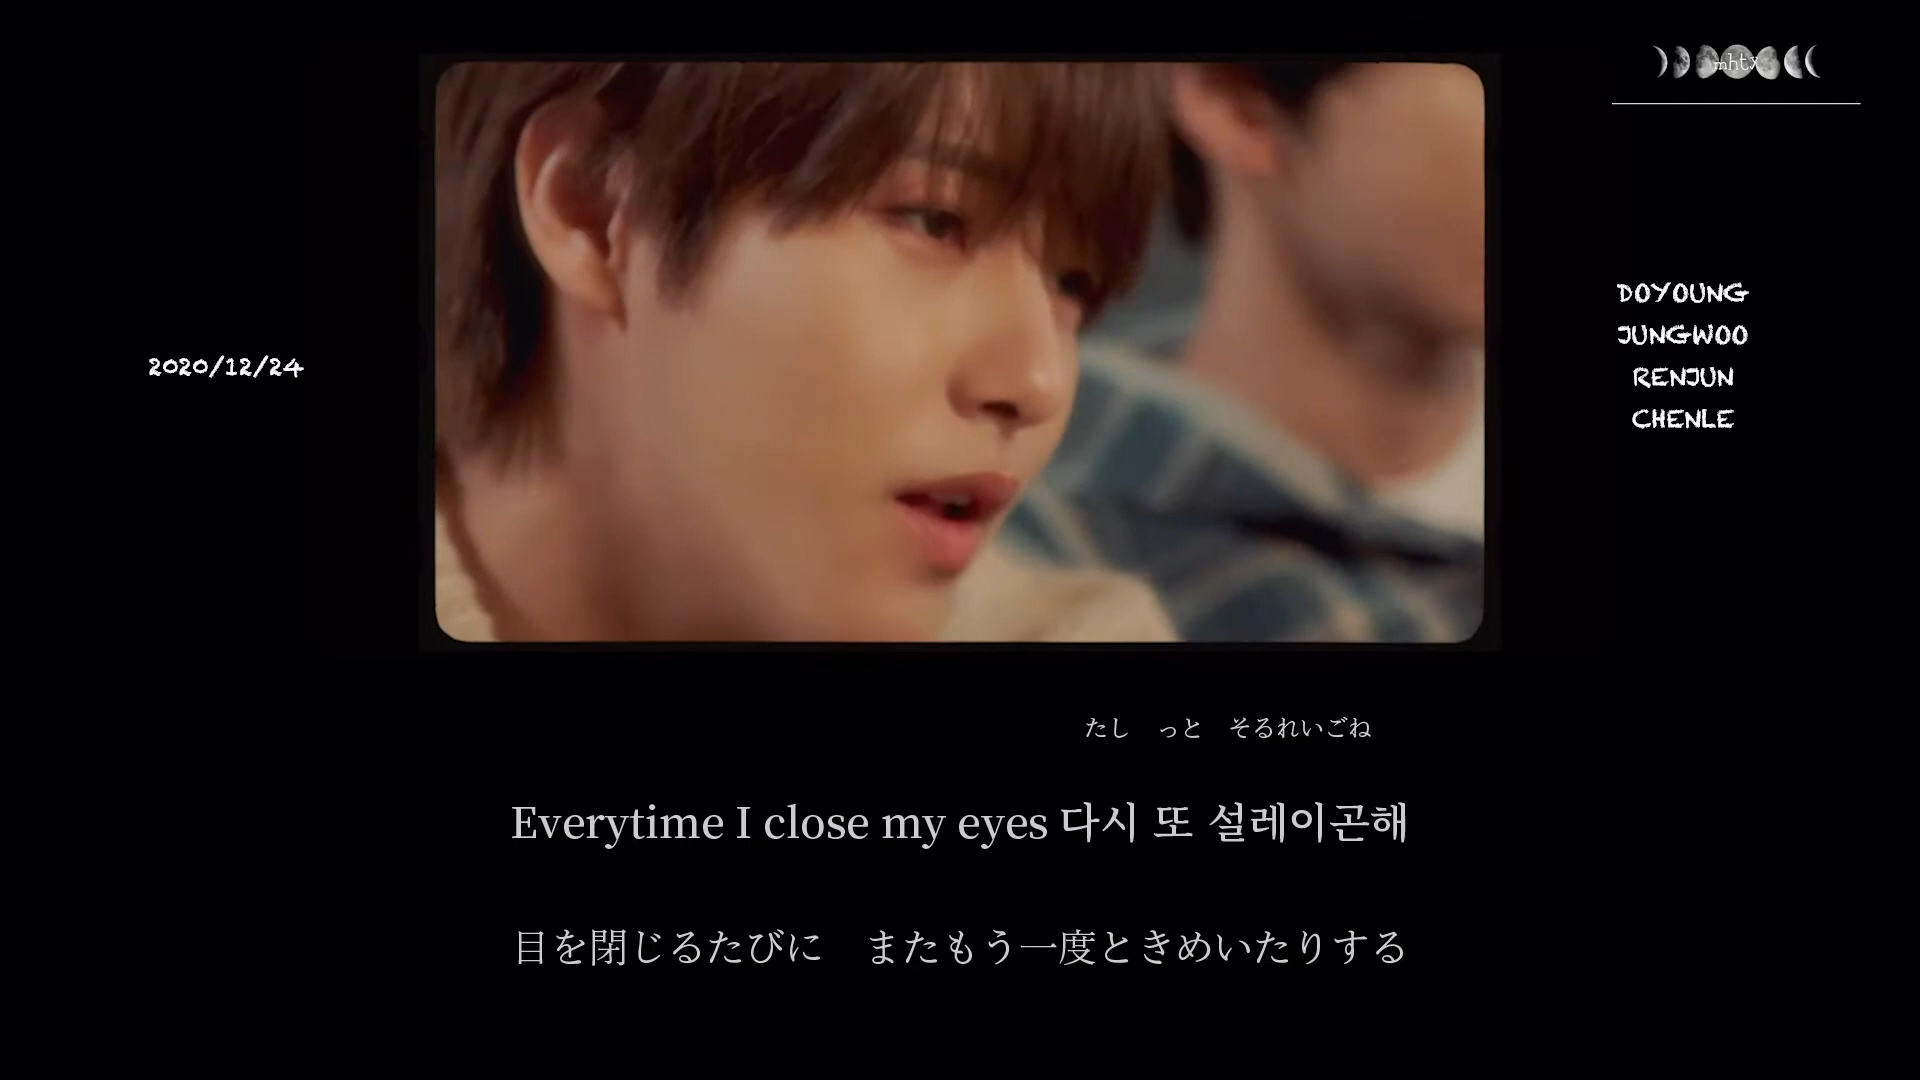 mhtx
2020/12/24
DOYOUNG
JUNGWOO
RENJUN
CHENLE
たし　っと　そるれいごね
Everytime I close my eyes 다시 또 설레이곤해
目を閉じるたびに　またもう一度ときめいたりする